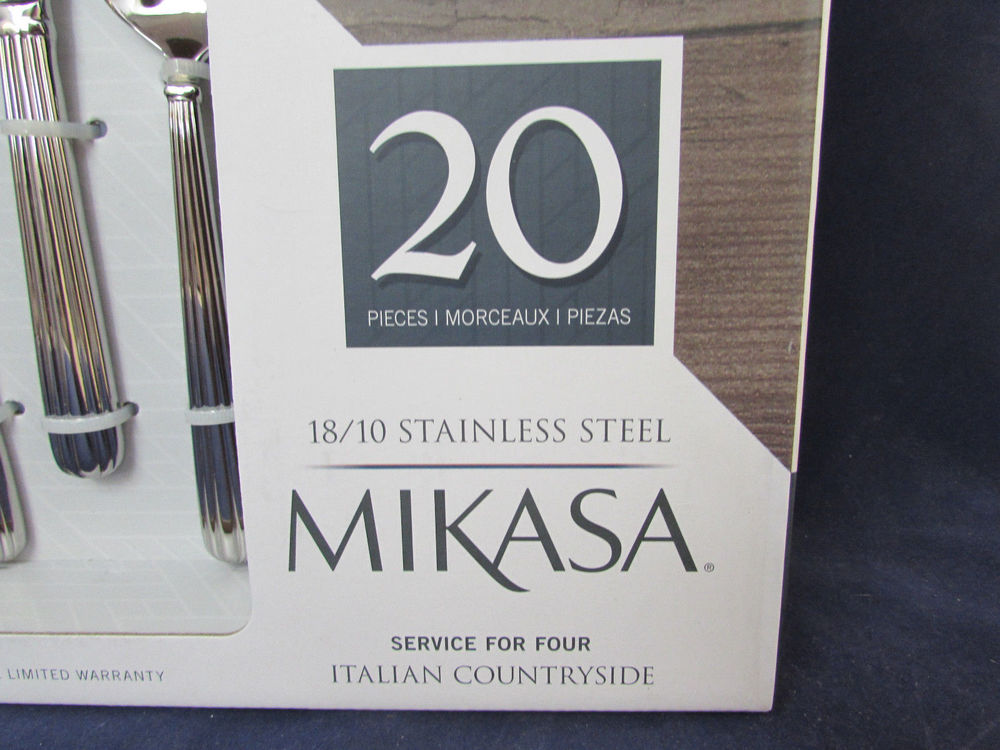 20
PIECES | MORCEAUX | PIEZAS
18/10 STAINLESS STEEL
MIKASA®
SERVICE FOR FOUR
ITALIAN COUNTRYSIDE
LIMITED WARRANTY